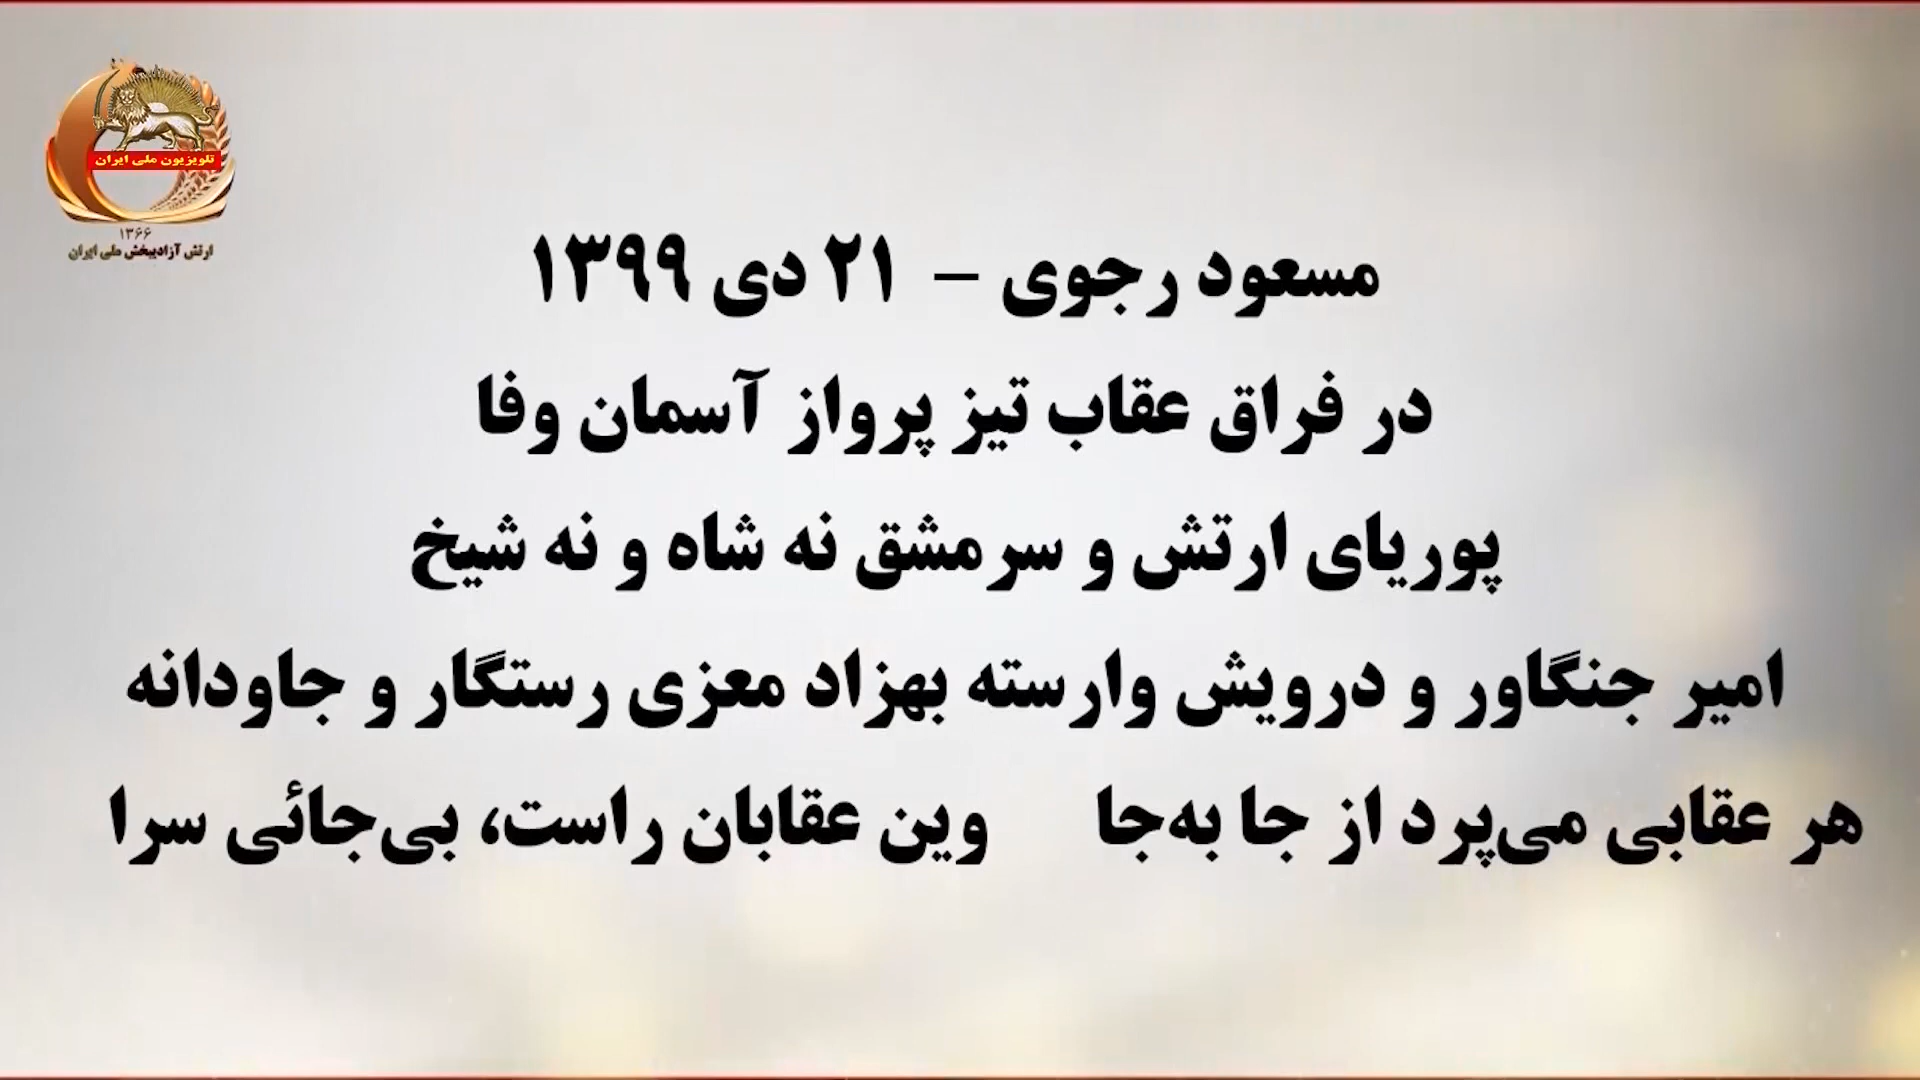 تلویزیون ملی ایران
۱۳۶۶
ارتش آزادیبخش ملی ایران
مسعود رجوی - ۲۱ دی ۱۳۹۹
در فراق عقاب تیز پرواز آسمان وفا
پوریای ارتش و سرمشق نه شاه و نه شیخ
امیر جنگاور و درویش وارسته بهزاد معزی رستگار و جاودانه
هر عقابی می‌پرد از جا به‌جا وین عقابان راست، بی‌جائی سرا